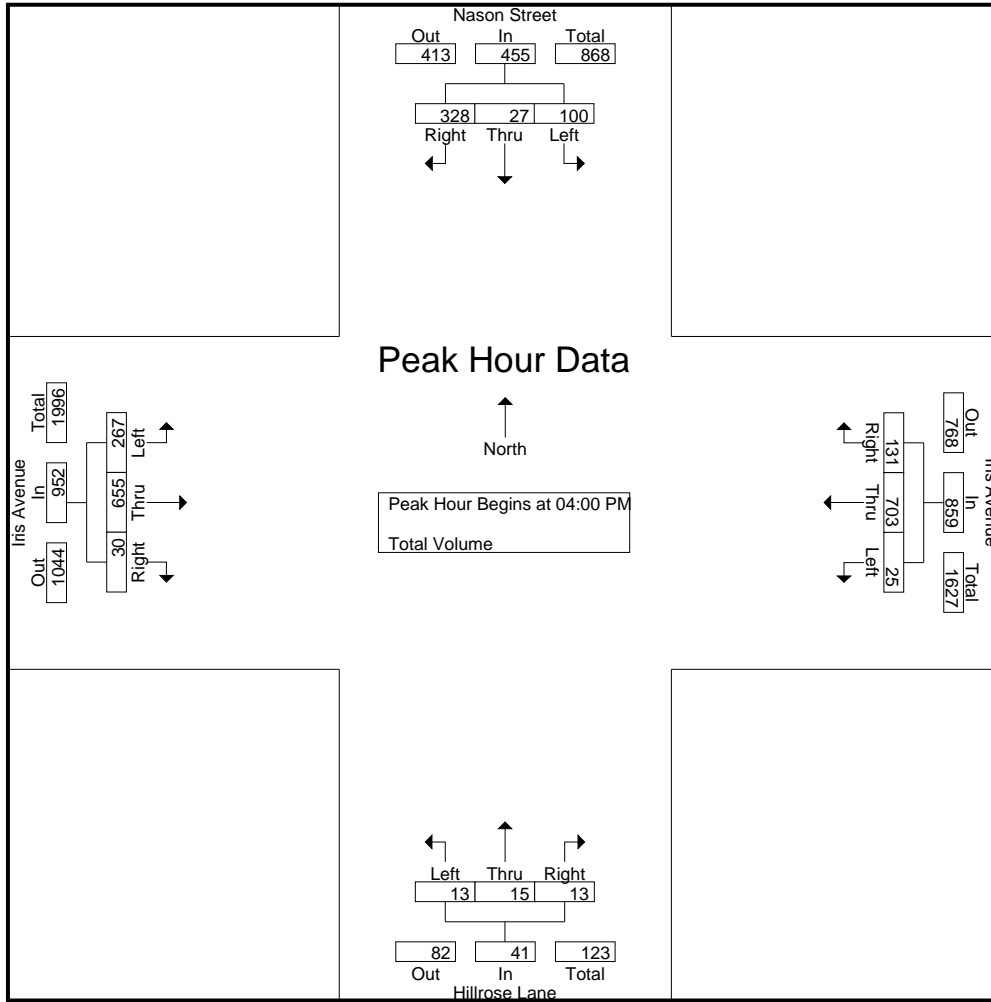 Nason Street
Out In Total
413 455 868
328 27 100
Right Thru Left
Peak Hour Data
North
Peak Hour Begins at 04:00 PM
Total Volume
Iris Avenue
Total In Out
1996 952 1044
267 655 30
Left Thru Right
Right Thru Left
131 703 25
Out In Total
768 859 1627
Iris Avenue
Left Thru Right
13 15 13
82 41 123
Out In Total
Hillrose Lane